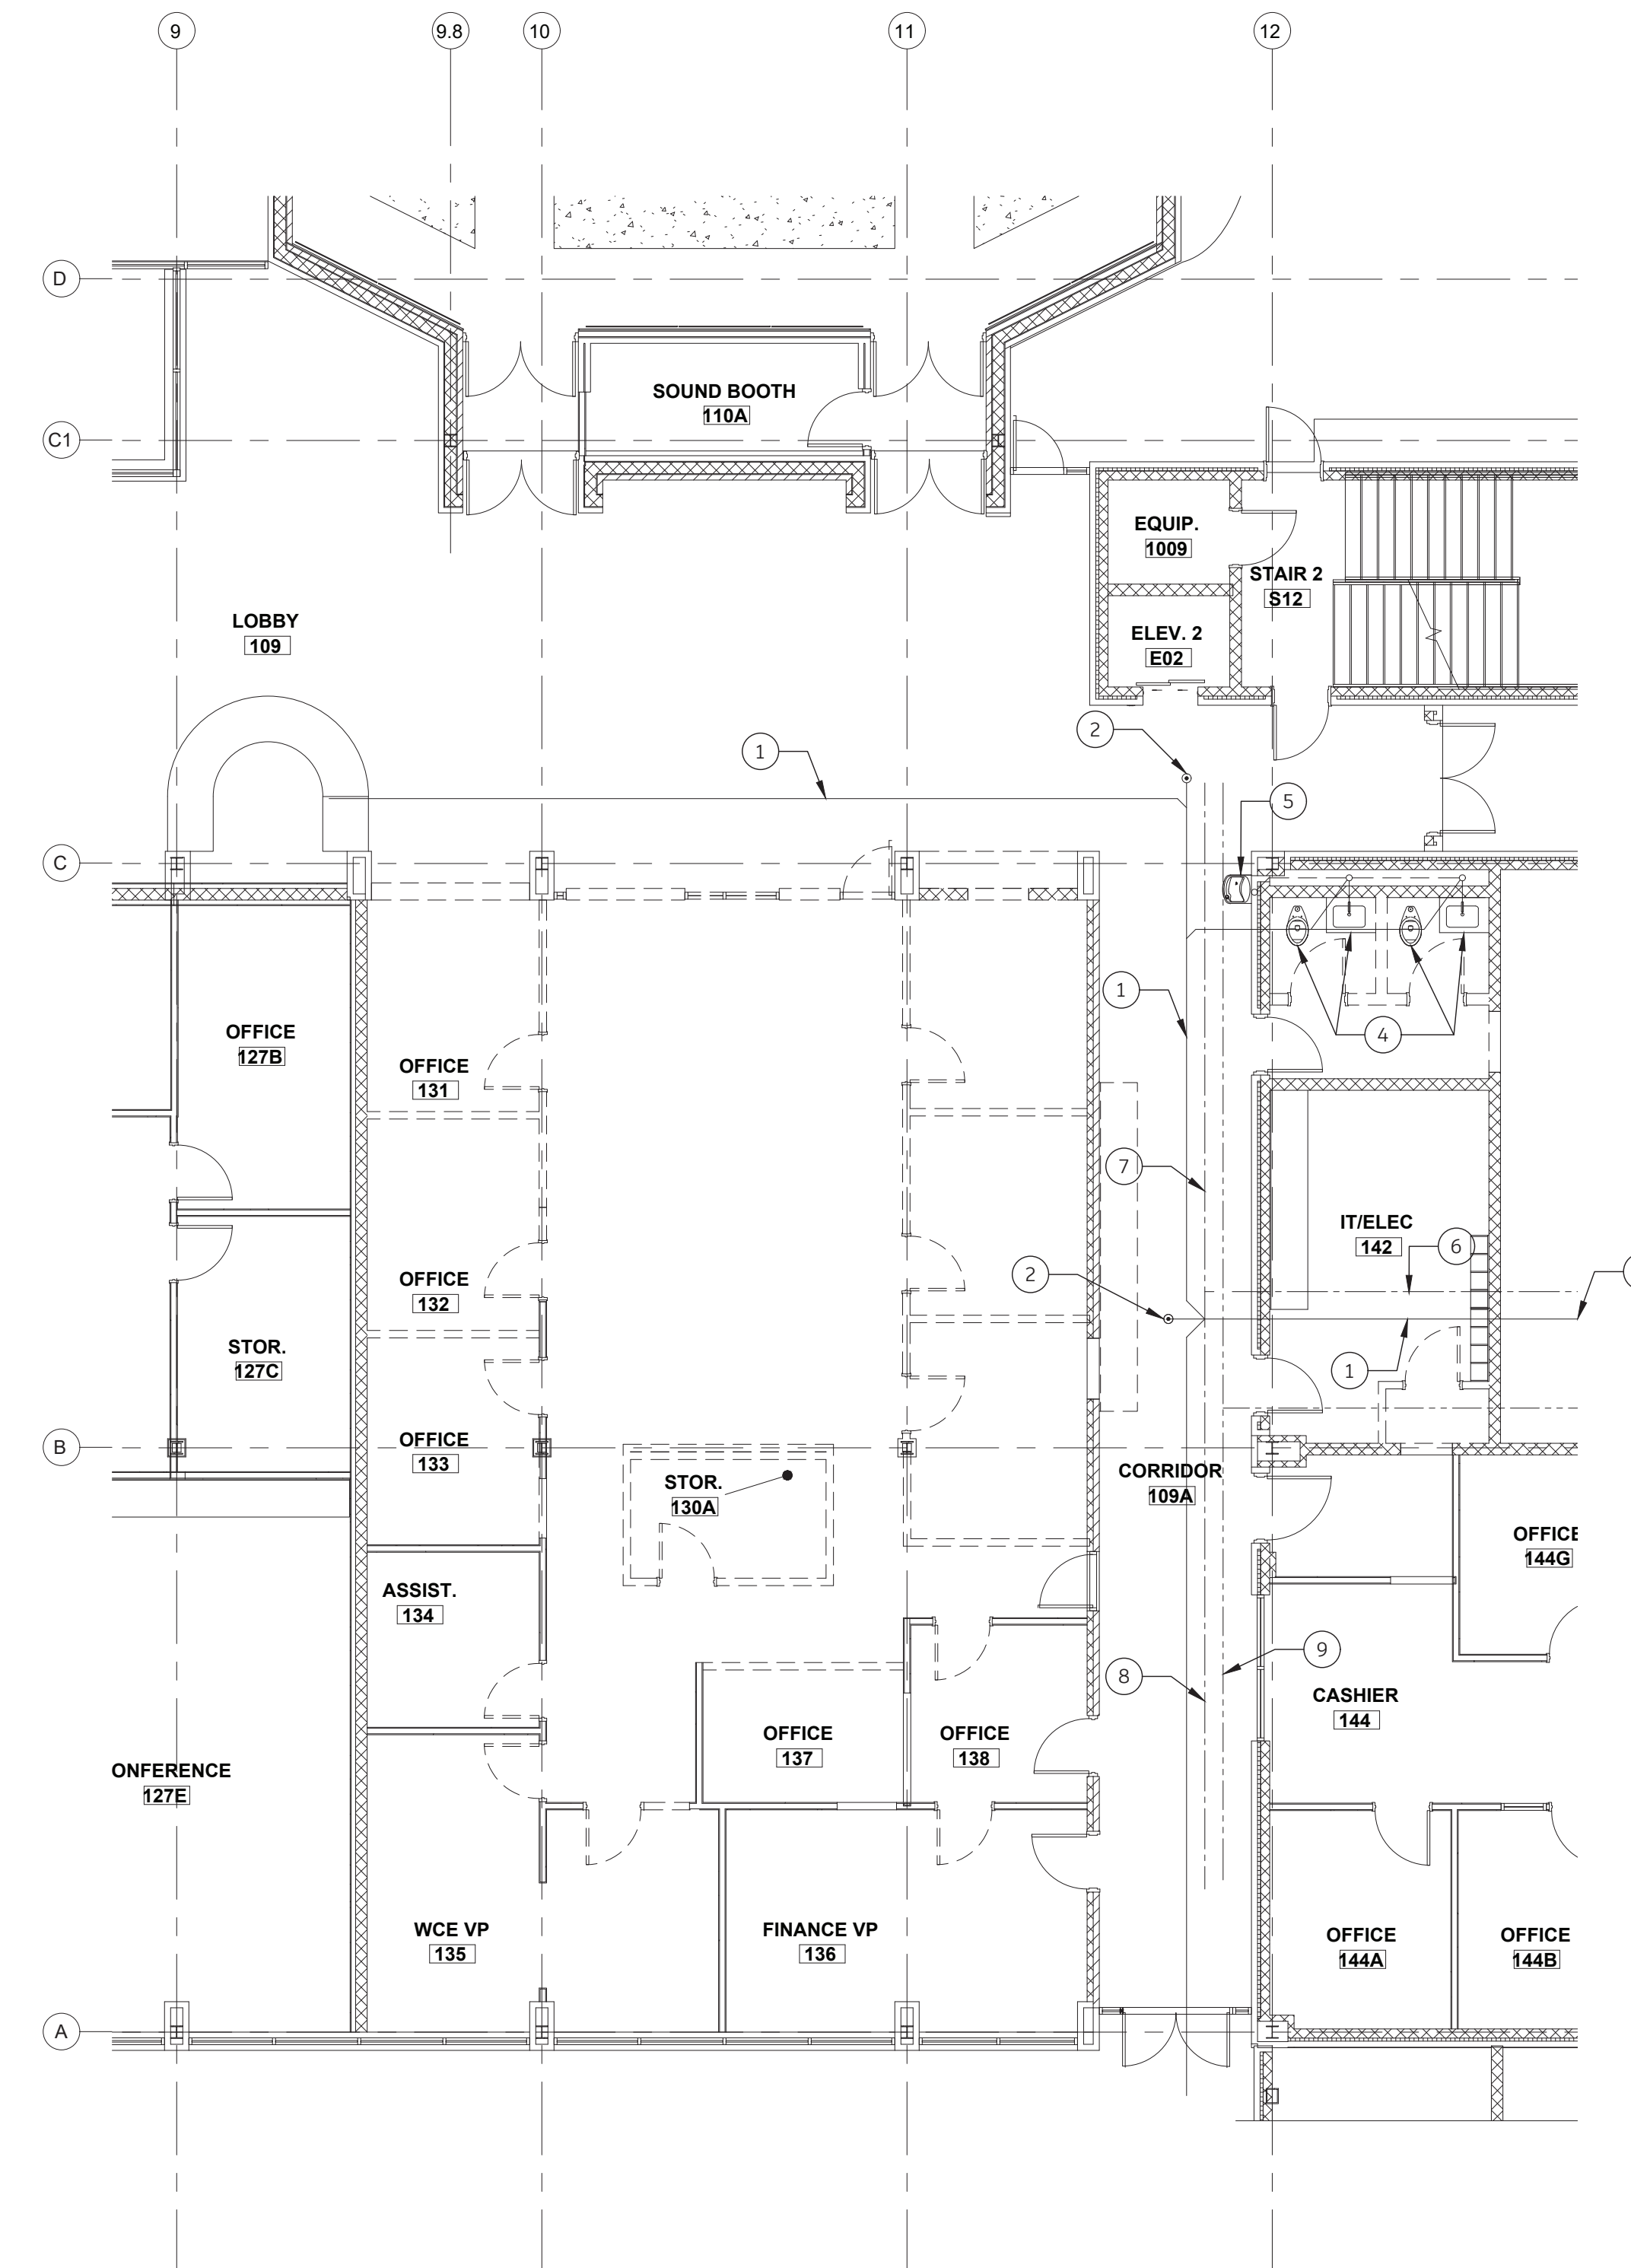 9
9.8
10
11
12
D
SOUND BOOTH
110A
C1
EQUIP.
1009
STAIR 2
S12
LOBBY
109
ELEV. 2
E02
2
1
5
C
1
4
OFFICE
127B
OFFICE
131
7
IT/ELEC
142
6
2
OFFICE
132
STOR.
127C
1
B
OFFICE
133
STOR.
130A
CORRIDOR
109A
OFFICE
144G
ASSIST.
134
9
8
CASHIER
144
OFFICE
137
OFFICE
138
ONFERENCE
127E
WCE VP
135
FINANCE VP
136
OFFICE
144A
OFFICE
144B
A